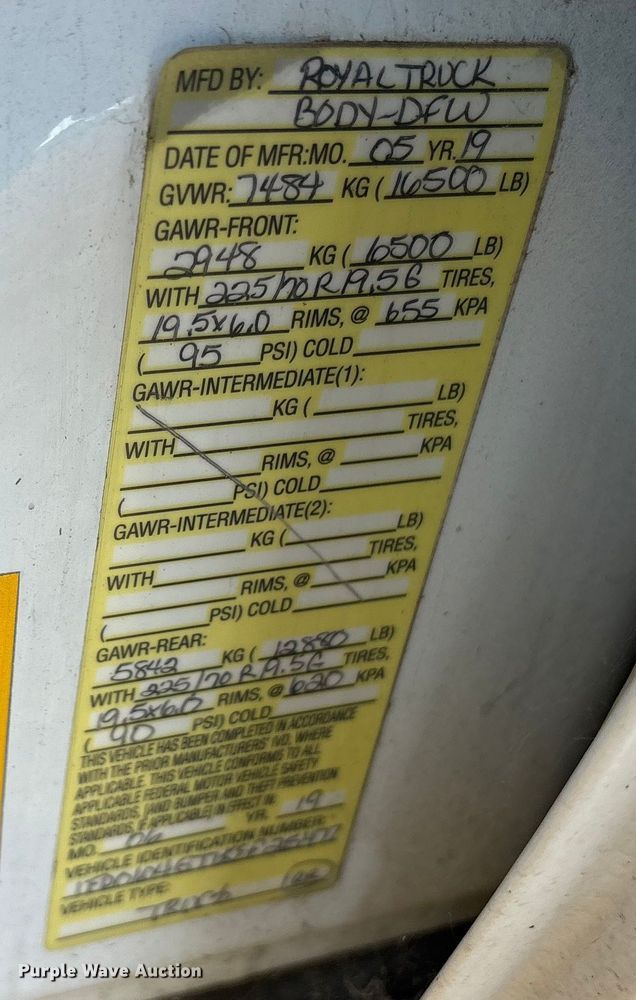 MFD BY: ROYAL TRUCK
BODY-DFW
DATE OF MFR:MO. 05 YR. 19
GVWR: 7484 KG ( 16500 LB)
GAWR-FRONT:
2948 KG ( 6500 LB)
WITH 225/70 R 19.5G TIRES,
19.5x6.0 RIMS, @ 655 KPA
( 95 PSI) COLD
GAWR-INTERMEDIATE(1):
KG ( LB)
WITH TIRES,
RIMS, @ KPA
( PSI) COLD
GAWR-INTERMEDIATE(2):
KG ( LB)
WITH TIRES,
RIMS, @ KPA
( PSI) COLD
GAWR-REAR:
5842 KG ( 12880 LB)
WITH 225/70 R 19.5G TIRES,
19.5x6.0 RIMS, @ 620 KPA
( 90 PSI) COLD
THIS VEHICLE HAS BEEN COMPLETED IN ACCORDANCE
WITH THE PRIOR MANUFACTURERS' IVD, WHERE
APPLICABLE. THIS VEHICLE CONFORMS TO ALL
APPLICABLE FEDERAL MOTOR VEHICLE SAFETY
STANDARDS, [AND BUMPER AND THEFT PREVENTION
STANDARDS, IF APPLICABLE] IN EFFECT IN:
MO. 06 YR. 19
VEHICLE IDENTIFICATION NUMBER:
VEHICLE TYPE:
TRUCK
Purple Wave Auction